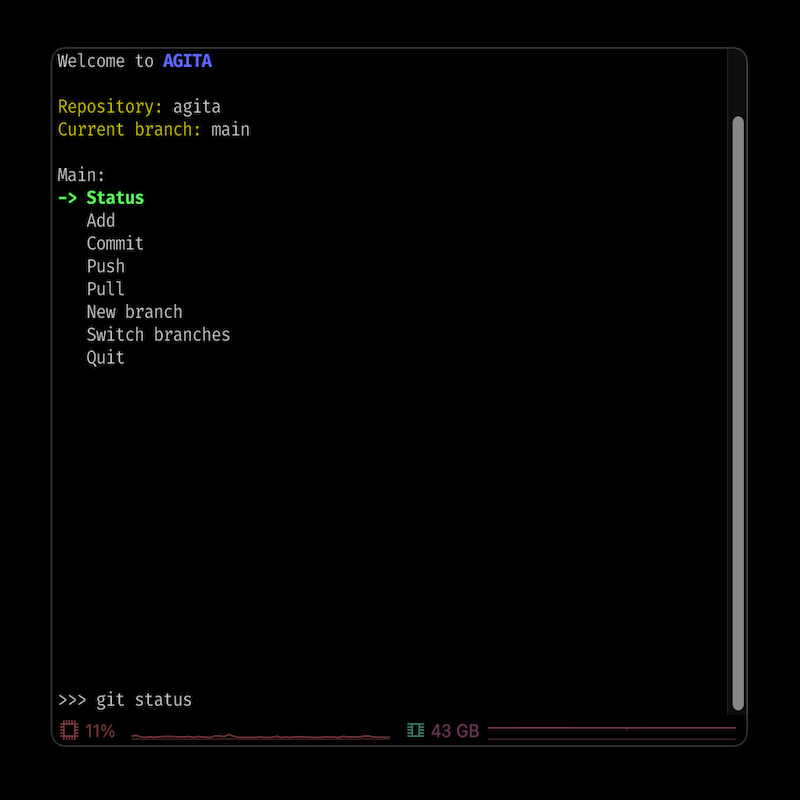 Welcome to AGITA
Repository: agita
Current branch: main
Main:
-> Status
Add
Commit
Push
Pull
New branch
Switch branches
Quit
>>> git status
11% 43 GB